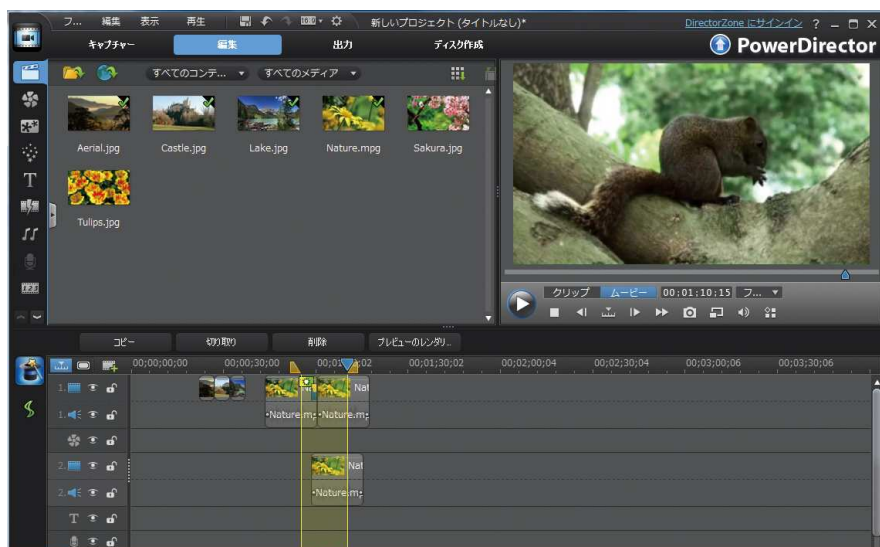 フ... 編集 表示 再生 新しいプロジェクト (タイトルなし)* DirectorZone にサインイン ? _ □ X
キャプチャー 編集 出力 ディスク作成 PowerDirector
すべてのコンテ... すべてのメディア
Aerial.jpg Castle.jpg Lake.jpg Nature.mpg Sakura.jpg
Tulips.jpg
クリップ ムービー 00:01:10:15 フ...
コピー 切り取り 削除 プレビューのレンダリ...
00;00;00;00 00;00;30;00 00;01;30;02 00;02;00;04 00;02;30;04 00;03;00;06 00;03;30;06
1. Nat
1. Nature.m
Nature.m
2. Nat
2. Nature.m
T